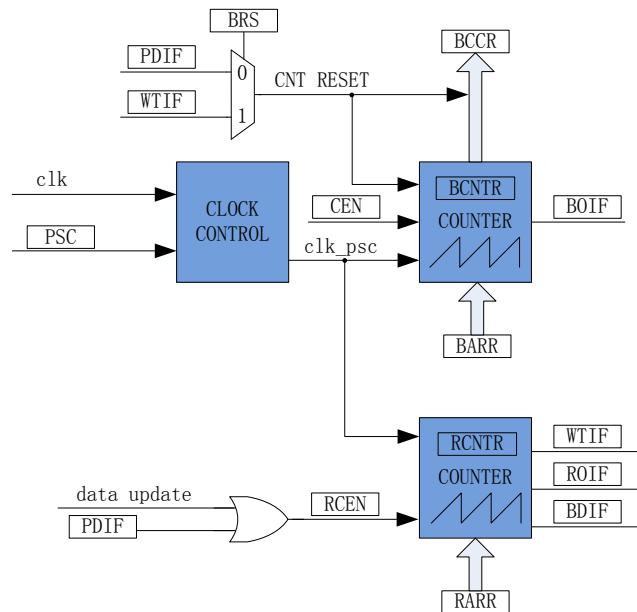 BRS
BCCR
PDIF
0
CNT RESET
WTIF
1
clk
CLOCK
CONTROL
PSC
clk_psc
CEN
BCNTR
COUNTER
BOIF
BARR
RCNTR
COUNTER
WTIF
ROIF
BDIF
data update
PDIF
RCEN
RARR